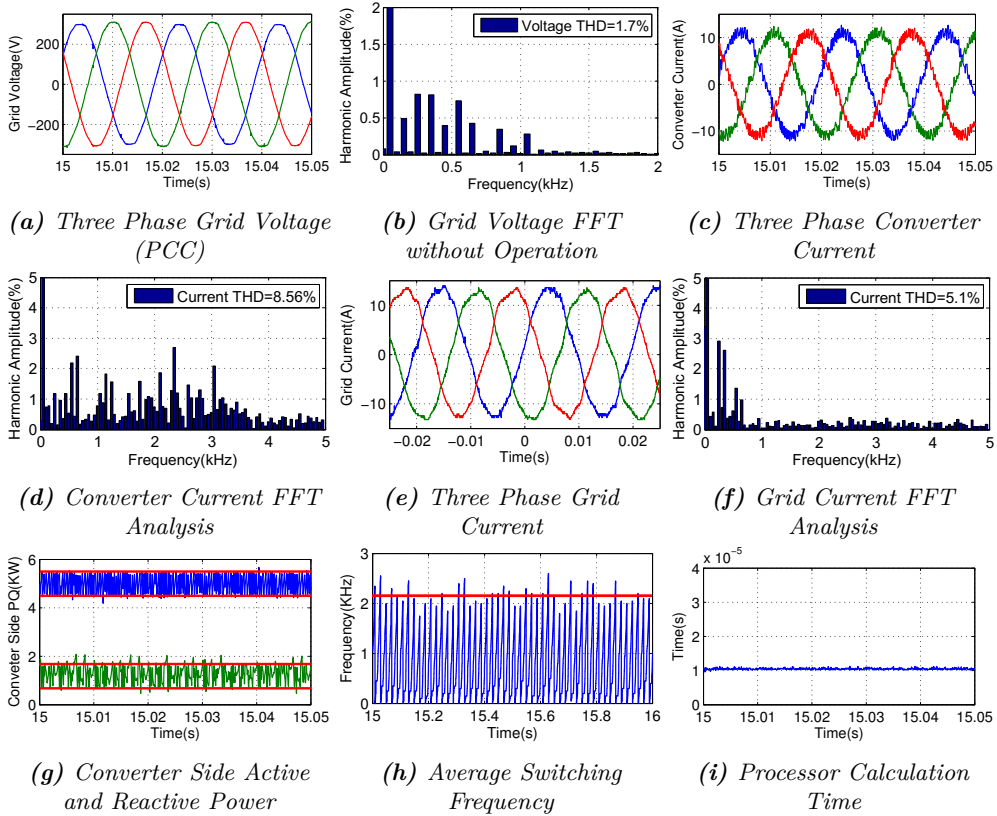 Grid Voltage(V)
200
0
−200
15 15.01 15.02 15.03 15.04 15.05
Time(s)
(a) Three Phase Grid Voltage
(PCC)
Harmonic Amplitude(%)
2
1.5
1
0.5
0
Voltage THD=1.7%
0 0.5 1 1.5 2
Frequency(kHz)
(b) Grid Voltage FFT
without Operation
Converter Current(A)
10
0
−10
15 15.01 15.02 15.03 15.04 15.05
Time(s)
(c) Three Phase Converter
Current
Harmonic Amplitude(%)
5
4
3
2
1
0
Current THD=8.56%
0 1 2 3 4 5
Frequency(kHz)
(d) Converter Current FFT
Analysis
Grid Current(A)
10
0
−10
−0.02 −0.01 0 0.01 0.02
Time(s)
(e) Three Phase Grid
Current
Harmonic Amplitude(%)
5
4
3
2
1
0
Current THD=5.1%
0 1 2 3 4 5
Frequency(kHz)
(f) Grid Current FFT
Analysis
Conveter Side PQ(KW)
6
4
2
0
15 15.01 15.02 15.03 15.04 15.05
Time(s)
(g) Converter Side Active
and Reactive Power
Frequency(KHz)
3
2
1
0
15 15.2 15.4 15.6 15.8 16
Time(s)
(h) Average Switching
Frequency
x 10⁻⁵
Time(s)
4
3
2
1
0
15 15.01 15.02 15.03 15.04 15.05
Time(s)
(i) Processor Calculation
Time